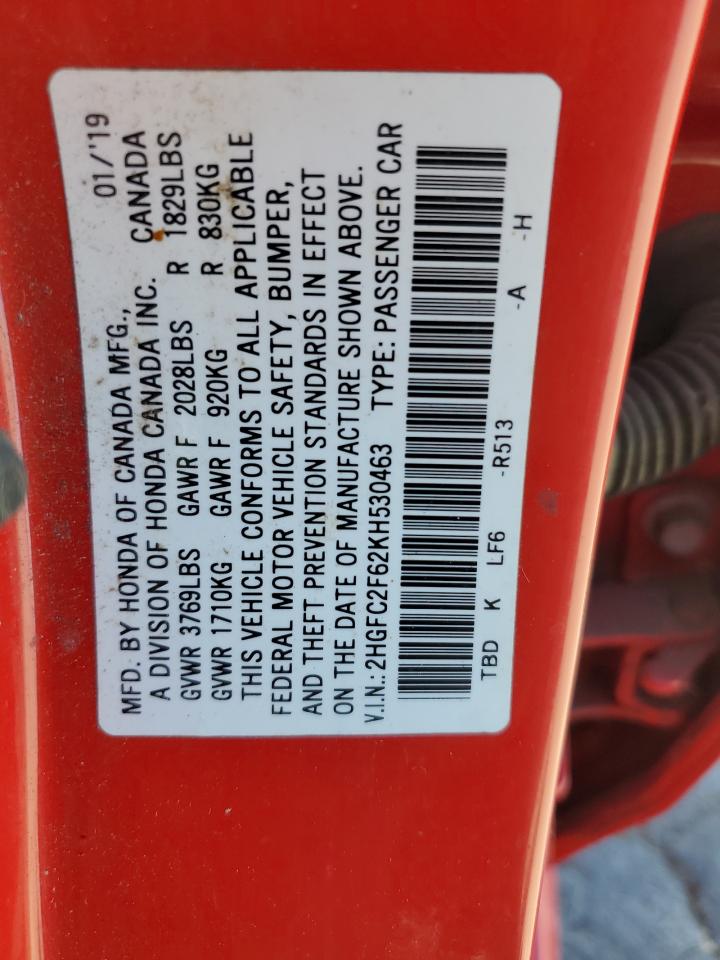 MFD. BY HONDA OF CANADA MFG., 01/'19
A DIVISION OF HONDA CANADA INC. CANADA
GVWR 3769LBS GAWR F 2028LBS R 1829LBS
GVWR 1710KG GAWR F 920KG R 830KG
THIS VEHICLE CONFORMS TO ALL APPLICABLE
FEDERAL MOTOR VEHICLE SAFETY, BUMPER,
AND THEFT PREVENTION STANDARDS IN EFFECT
ON THE DATE OF MANUFACTURE SHOWN ABOVE.
V.I.N.: 2HGFC2F62KH530463 TYPE: PASSENGER CAR
TBD K LF6 -R513 -A -H